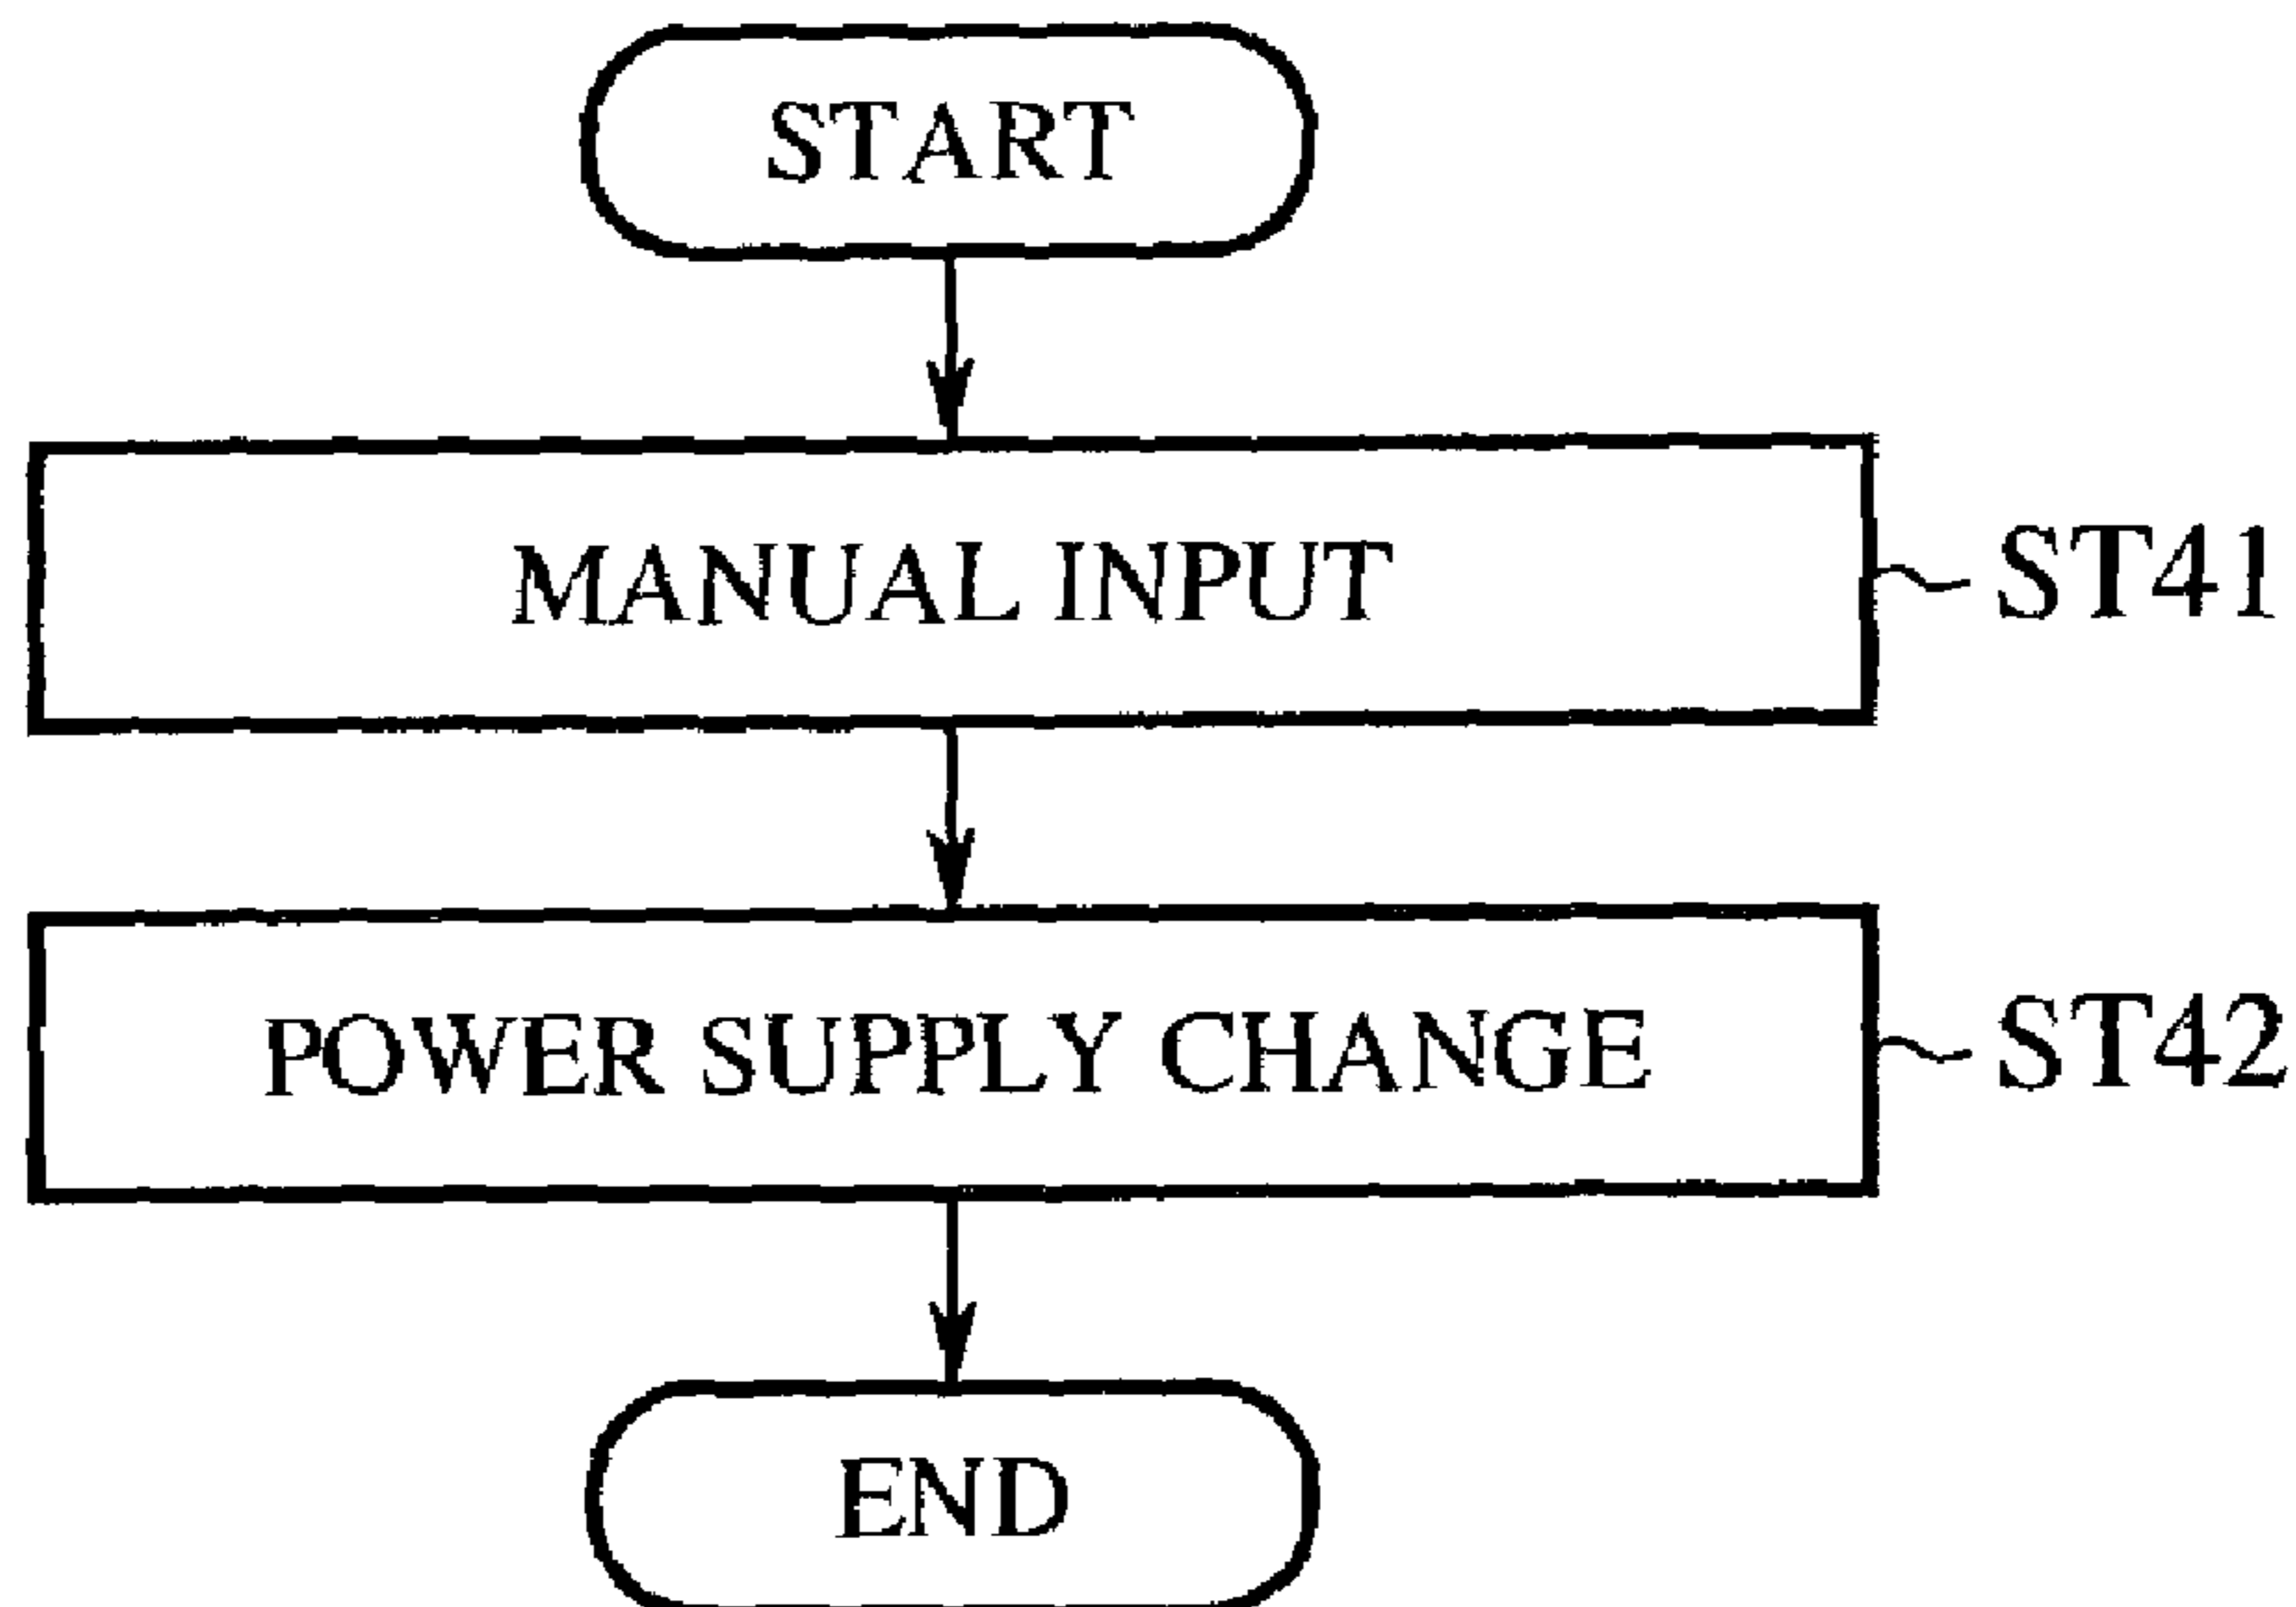 START
MANUAL INPUT
ST41
POWER SUPPLY CHANGE
ST42
END